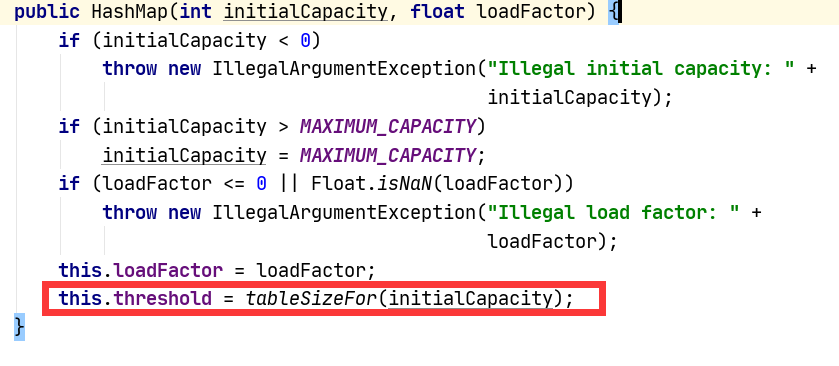 public HashMap(int initialCapacity, float loadFactor) {
if (initialCapacity < 0)
throw new IllegalArgumentException("Illegal initial capacity: " +
initialCapacity);
if (initialCapacity > MAXIMUM_CAPACITY)
initialCapacity = MAXIMUM_CAPACITY;
if (loadFactor <= 0 || Float.isNaN(loadFactor))
throw new IllegalArgumentException("Illegal load factor: " +
loadFactor);
this.loadFactor = loadFactor;
this.threshold = tableSizeFor(initialCapacity);
}